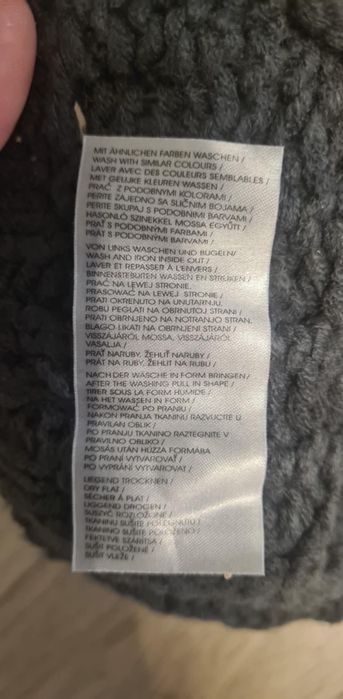 MIT ÄHNLICHEN FARBEN WASCHEN /
WASH WITH SIMILAR COLOURS /
LAVER AVEC DES COULEURS SEMBLABLES /
MET GELIJKE KLEUREN WASSEN /
PRAĆ Z PODOBNYMI KOLORAMI /
PERITE ZAJEDNO SA SLIČNIM BOJAMA /
PERITE SKUPAJ S PODOBNIMI BARVAMI /
HASONLÓ SZINEKKEL MOSSA EGYÜTT /
PRAŤ S PODOBNÝMI FARBAMI /
PRÁT S PODOBNÝMI BARVAMI /
VON LINKS WASCHEN UND BÜGELN/
WASH AND IRON INSIDE OUT /
LAVER ET REPASSER À L'ENVERS /
BINNENSTEBUITEN WASSEN EN STRIJKEN /
PRAĆ NA LEWEJ STRONIE.
PRASOWAĆ NA LEWEJ STRONIE /
PRATI OKRENUTO NA UNUTARNJU.
ROBU PEGLATI NA OBRNUTOJ STRANI /
PRATI OBRNJENO NA NOTRANJO STRAN.
BLAGO LIKATI NA OBRNJENI STRANI /
VISSZÁJÁRÓL MOSSA, VISSZÁJÁRÓL
VASALJA /
PRAŤ NARUBY, ŽEHLIŤ NARUBY /
PRÁT NA RUBY, ŽEHLIT NA RUBU /
NACH DER WÄSCHE IN FORM BRINGEN /
AFTER THE WASHING PULL IN SHAPE /
TIRER SOUS LA FORME HUMIDE /
NA HET WASSEN IN FORM /
FORMOWAĆ PO PRANIU /
NAKON PRANJA TKANINU RAZVUCITE U
PRAVILAN OBLIK /
PO PRANJU TKANINO RAZTEGNITE V
PRAVILNO OBLIKO /
MOSÁS UTÁN HÚZZA FORMÁBA
PO PRANÍ VYTVAROVAŤ /
PO VYPRÁNÍ VYTVAROVAT /
LIEGEND TROCKNEN /
DRY FLAT /
SÉCHER À PLAT /
LIGGEND DROGEN /
SUSZYĆ ROZŁOŻONE /
TKANINU SUŠITE POLEGNUTU /
TKANINO SUŠITE POLOŽENO /
FEKTETVE SZÁRÍTSA /
SUŠIŤ POLOŽENÉ /
SUŠIT VLEŽE /